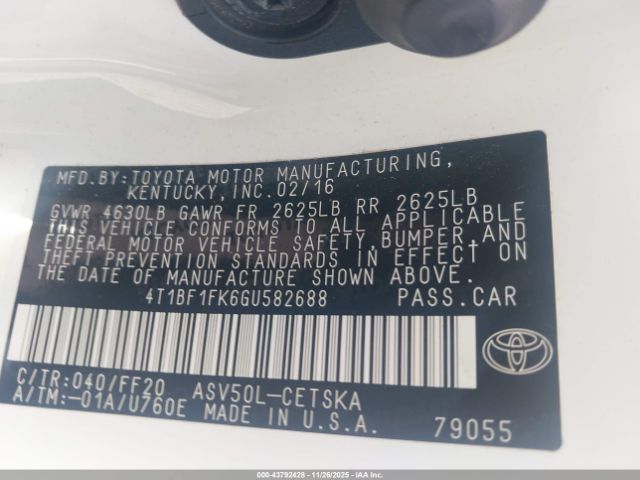 MFD.BY:TOYOTA MOTOR MANUFACTURING,
KENTUCKY, INC.02/16
GVWR 4630LB GAWR FR 2625LB RR 2625LB
THIS VEHICLE CONFORMS TO ALL APPLICABLE
FEDERAL MOTOR VEHICLE SAFETY,BUMPER,AND
THEFT PREVENTION STANDARDS IN EFFECT ON
THE DATE OF MANUFACTURE SHOWN ABOVE.
4T1BF1FK6GU582688 PASS.CAR
C/TR:040/FF20 ASV50L-CETSKA
A/TM:-01A/U760E MADE IN U.S.A.
79055
TOYOTA
000-43792428 - 11/26/2025 - IAA Inc.